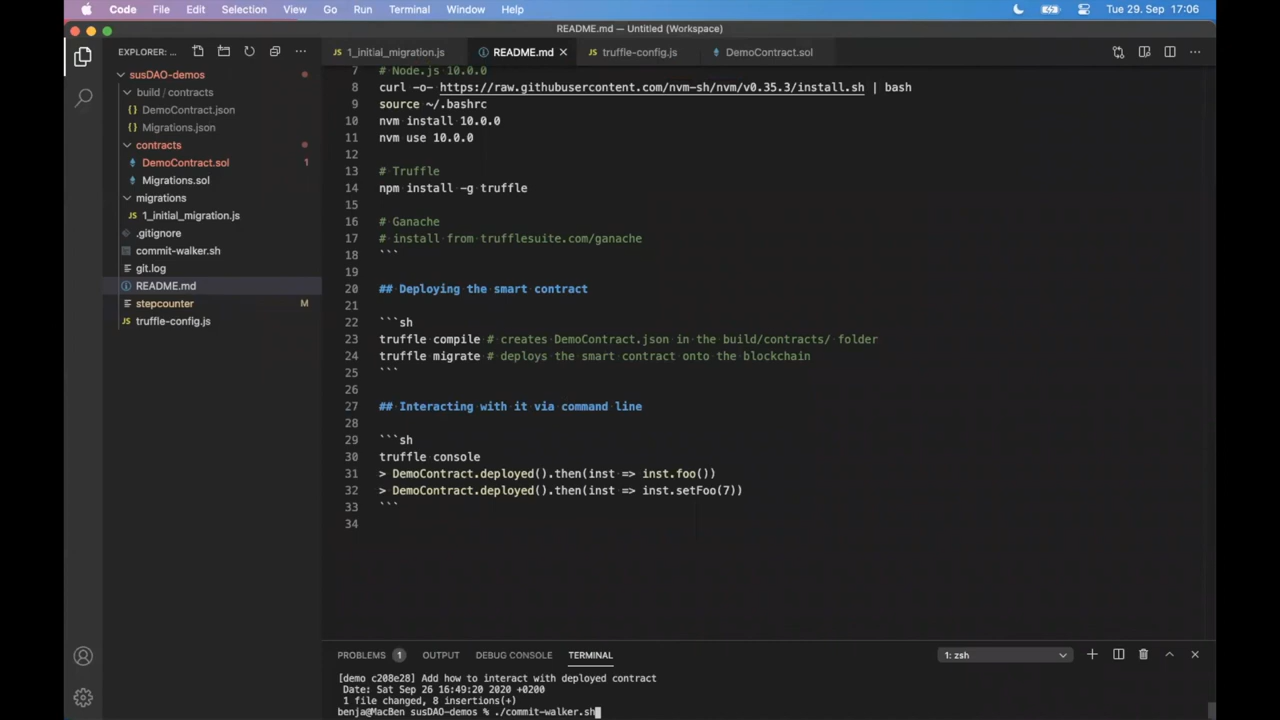 Code File Edit Selection View Go Run Terminal Window Help Tue 29. Sep 17:06
README.md — Untitled (Workspace)
EXPLORER: ...
1_initial_migration.js README.md truffle-config.js DemoContract.sol
susDAO-demos
build / contracts
{} DemoContract.json
{} Migrations.json
contracts
DemoContract.sol 1
Migrations.sol
migrations
JS 1_initial_migration.js
.gitignore
commit-walker.sh
git.log
README.md
stepcounter M
JS truffle-config.js
7 # Node.js 10.0.0
8 curl -o- https://raw.githubusercontent.com/nvm-sh/nvm/v0.35.3/install.sh | bash
9 source ~/.bashrc
10 nvm install 10.0.0
11 nvm use 10.0.0
12
13 # Truffle
14 npm install -g truffle
15
16 # Ganache
17 # install from trufflesuite.com/ganache
18 ```
19
20 ## Deploying the smart contract
21
22 ```sh
23 truffle compile # creates DemoContract.json in the build/contracts/ folder
24 truffle migrate # deploys the smart contract onto the blockchain
25 ```
26
27 ## Interacting with it via command line
28
29 ```sh
30 truffle console
31 > DemoContract.deployed().then(inst => inst.foo())
32 > DemoContract.deployed().then(inst => inst.setFoo(7))
33 ```
34
PROBLEMS 1 OUTPUT DEBUG CONSOLE TERMINAL 1: zsh
[demo c208e28] Add how to interact with deployed contract
Date: Sat Sep 26 16:49:20 2020 +0200
1 file changed, 8 insertions(+)
benja@MacBen susDAO-demos % ./commit-walker.sh